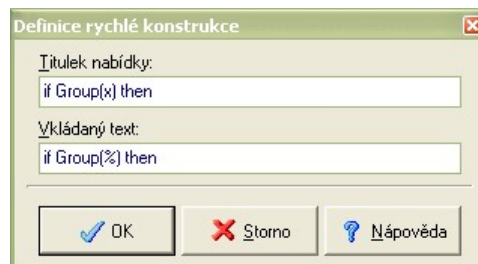 Definice rychlé konstrukce
Titulek nabídky:
if Group(x) then
Vkládaný text:
if Group(%) then
OK
Storno
Nápověda